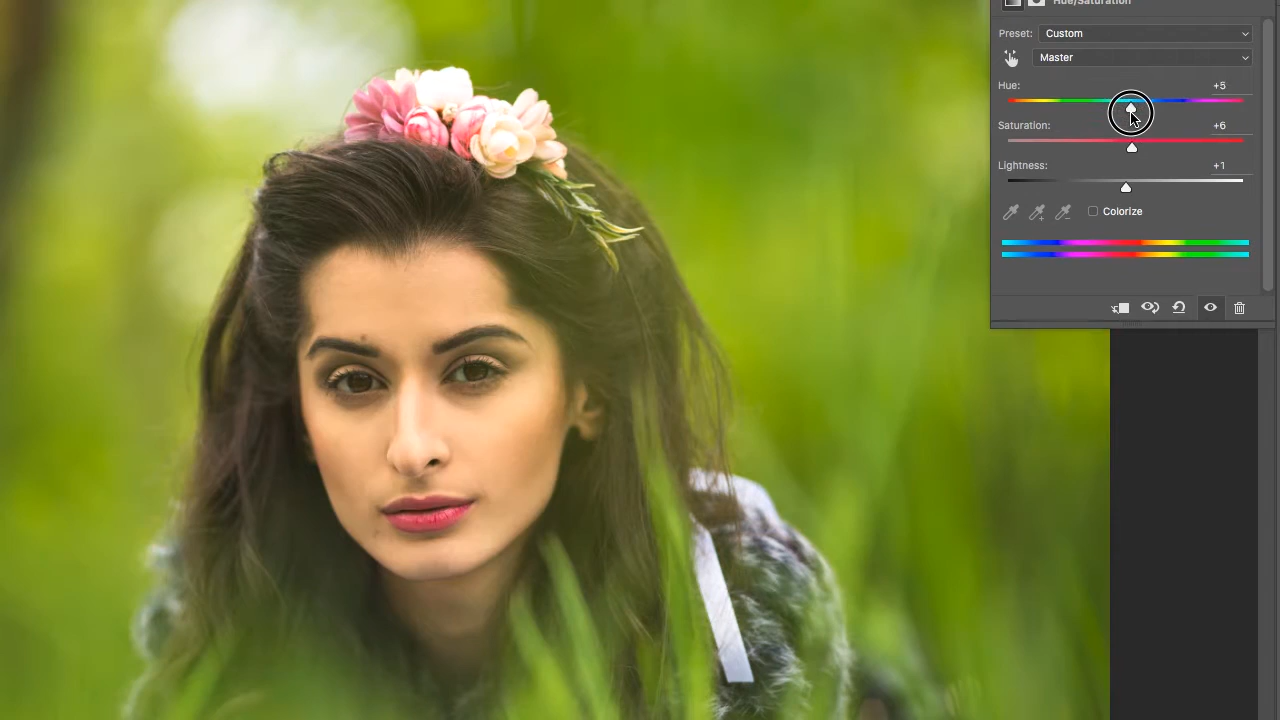 Hue/Saturation
Preset: Custom
Master
Hue: +5
Saturation: +6
Lightness: +1
Colorize